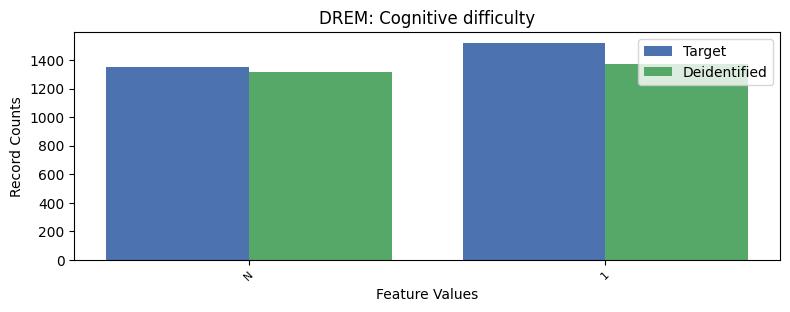 DREM: Cognitive difficulty
Target
Deidentified
Record Counts
1400
1200
1000
800
600
400
200
0
N
1
Feature Values